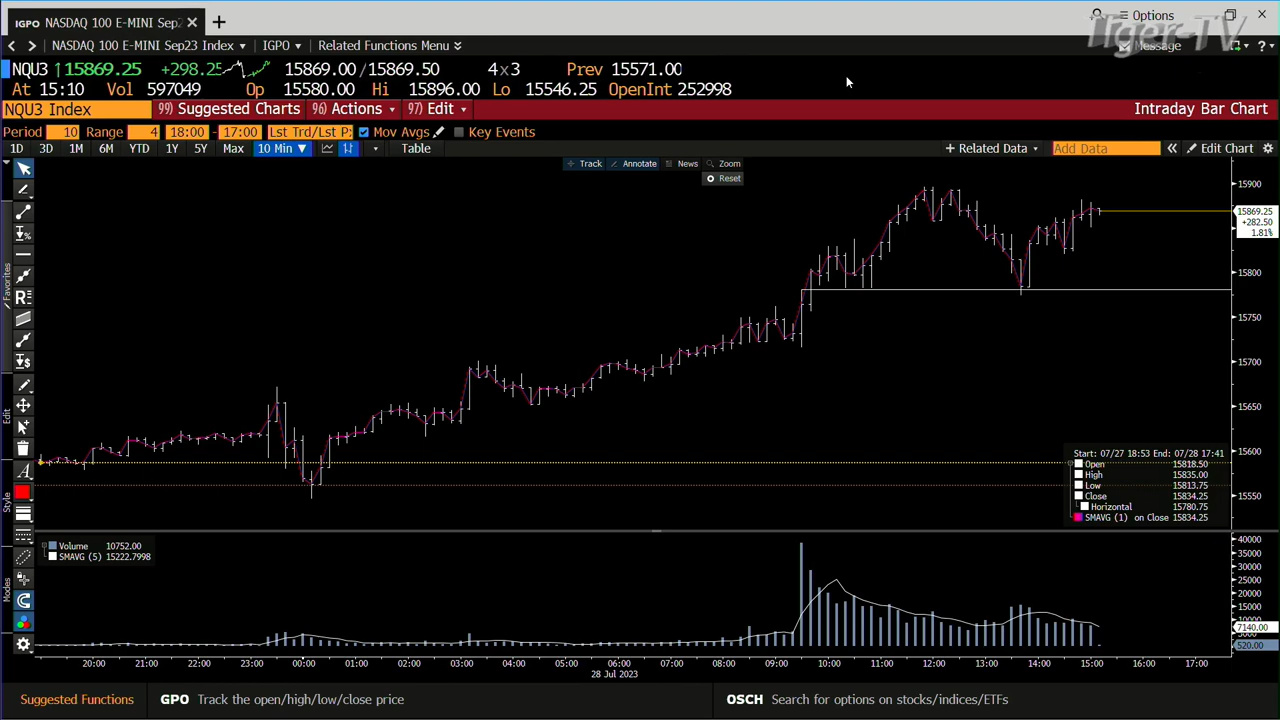 IGPO NASDAQ 100 E-MINI Sep2
Options
Tiger-TV
NASDAQ 100 E-MINI Sep23 Index IGPO Related Functions Menu Message ?
NQU3 ↑15869.25 +298.25 15869.00/15869.50 4x3 Prev 15571.00
At 15:10 Vol 597049 Op 15580.00 Hi 15896.00 Lo 15546.25 OpenInt 252998
NQU3 Index 99) Suggested Charts 96) Actions 97) Edit Intraday Bar Chart
Period 10 Range 4 18:00 - 17:00 Lst Trd/Lst P Mov Avgs Key Events
1D 3D 1M 6M YTD 1Y 5Y Max 10 Min ▼ Table + Related Data Add Data « Edit Chart
Track Annotate News Zoom
Reset
15900
15869.25
+282.50
1.81%
15800
15750
15700
15650
15600
15550
Favorites
Edit
Style
Modes
Start: 07/27 18:53 End: 07/28 17:41
Open 15818.50
High 15835.00
Low 15813.75
Close 15834.25
Horizontal 15780.75
SMAVG (1) on Close 15834.25
Volume 10752.00
SMAVG (5) 15222.7998
40000
35000
30000
25000
20000
15000
10000
7140.00
5000
520.00
20:00 21:00 22:00 23:00 00:00 01:00 02:00 03:00 04:00 05:00 06:00 07:00 08:00 09:00 10:00 11:00 12:00 13:00 14:00 15:00 16:00 17:00
28 Jul 2023
Suggested Functions GPO Track the open/high/low/close price OSCH Search for options on stocks/indices/ETFs